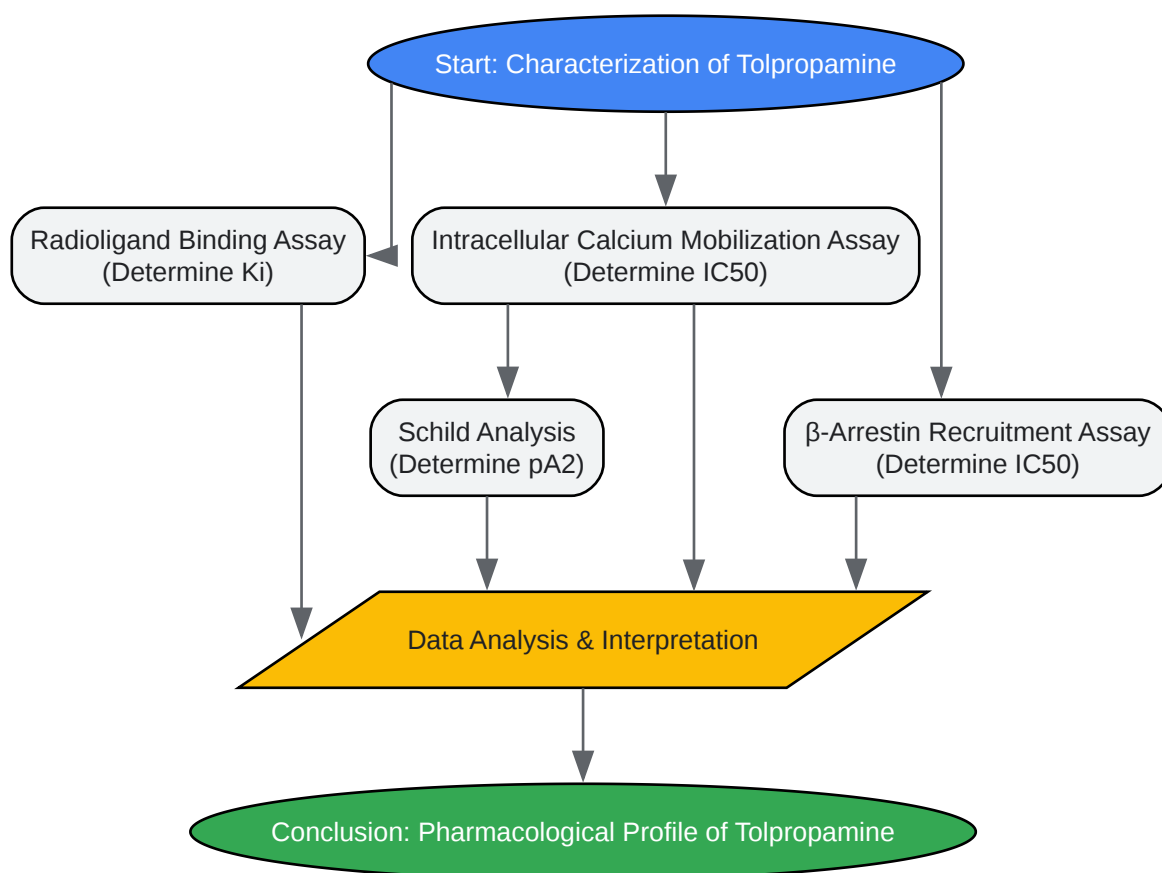 Start: Characterization of Tolpropamine
Radioligand Binding Assay
(Determine Ki)
Intracellular Calcium Mobilization Assay
(Determine IC50)
Schild Analysis
(Determine pA2)
β-Arrestin Recruitment Assay
(Determine IC50)
Data Analysis & Interpretation
Conclusion: Pharmacological Profile of Tolpropamine